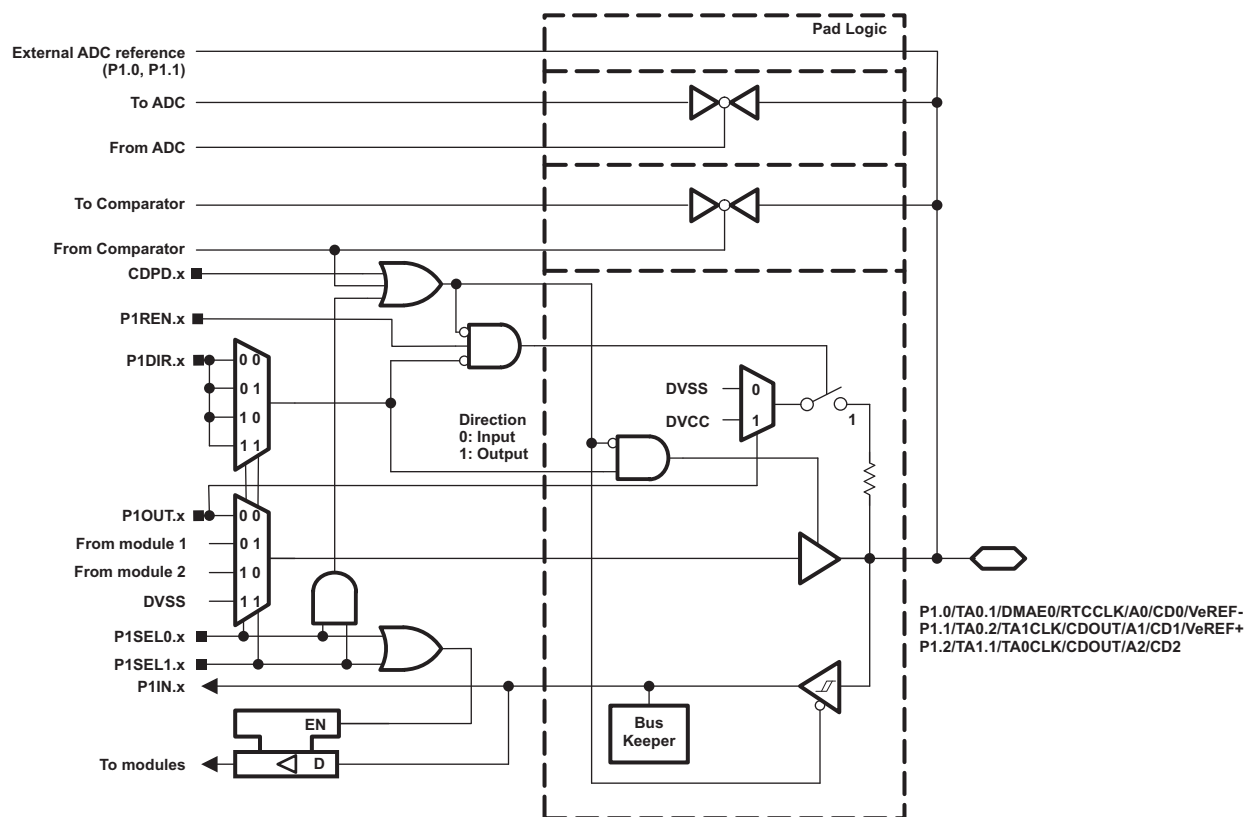 Pad Logic
External ADC reference
(P1.0, P1.1)
To ADC
From ADC
To Comparator
From Comparator
CDPD.x
P1REN.x
P1DIR.x
0 0
0 1
1 0
1 1
Direction
0: Input
1: Output
DVSS
0
DVCC
1
1
P1OUT.x
0 0
From module 1
0 1
From module 2
1 0
DVSS
1 1
P1SEL0.x
P1SEL1.x
P1IN.x
P1.0/TA0.1/DMAE0/RTCCLK/A0/CD0/VeREF-
P1.1/TA0.2/TA1CLK/CDOUT/A1/CD1/VeREF+
P1.2/TA1.1/TA0CLK/CDOUT/A2/CD2
Bus
Keeper
EN
To modules
D